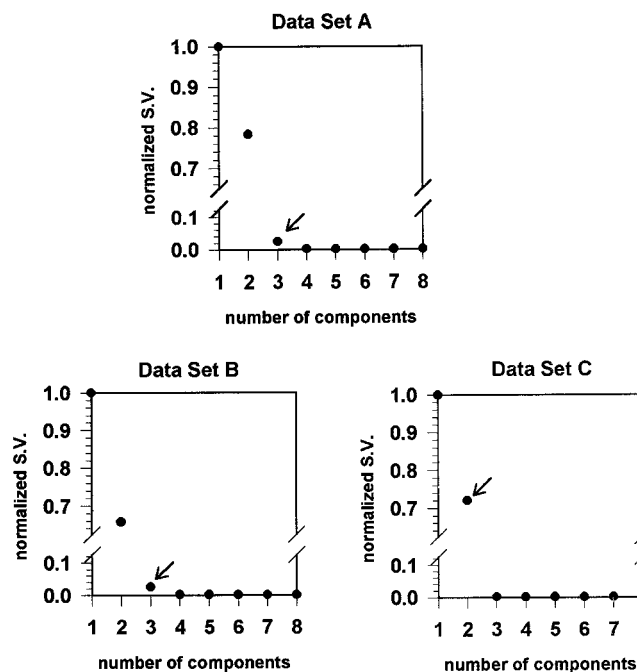 Data Set A
normalized S.V.
1.0
0.9
0.8
0.7
0.1
0.0
1 2 3 4 5 6 7 8
number of components
Data Set B
normalized S.V.
1.0
0.9
0.8
0.7
0.1
0.0
1 2 3 4 5 6 7 8
number of components
Data Set C
normalized S.V.
1.0
0.9
0.8
0.7
0.1
0.0
1 2 3 4 5 6 7
number of components